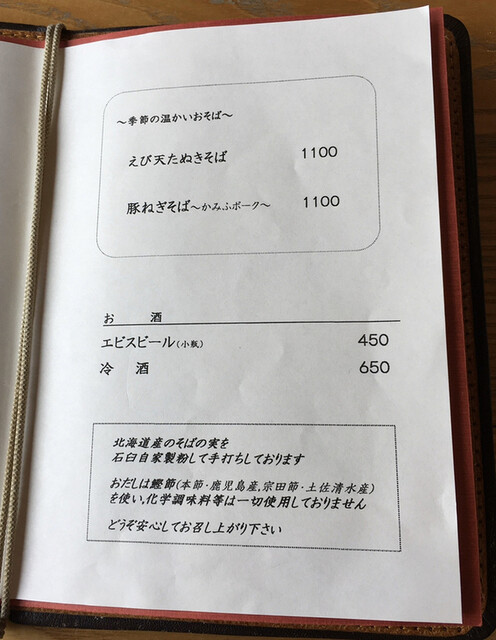 ～季節の温かいおそば～
えび天たぬきそば 1100
豚ねぎそば～かみふポーク～ 1100
お 酒
エビスビール(小瓶) 450
冷 酒 650
北海道産のそばの実を
石臼自家製粉して手打ちしております
おだしは鰹節(本節・鹿児島産,宗田節・土佐清水産)
を使い,化学調味料等は一切使用しておりません
どうぞ安心してお召し上がり下さい